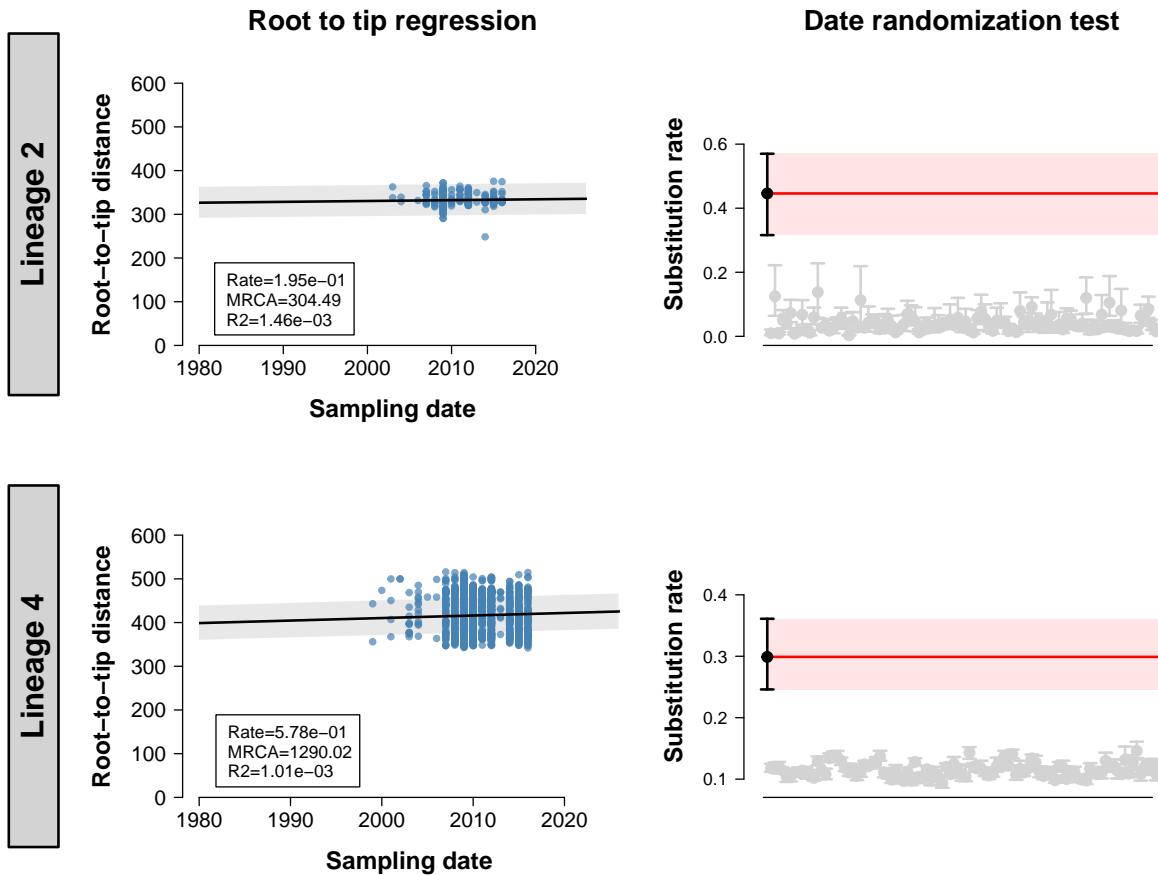 Root to tip regression
Date randomization test
Lineage 2
Root−to−tip distance
600
500
400
300
200
100
0
Rate=1.95e−01
MRCA=304.49
R2=1.46e−03
1980 1990 2000 2010 2020
Sampling date
Substitution rate
0.6
0.4
0.2
0.0
Lineage 4
Root−to−tip distance
600
500
400
300
200
100
0
Rate=5.78e−01
MRCA=1290.02
R2=1.01e−03
1980 1990 2000 2010 2020
Sampling date
Substitution rate
0.4
0.3
0.2
0.1